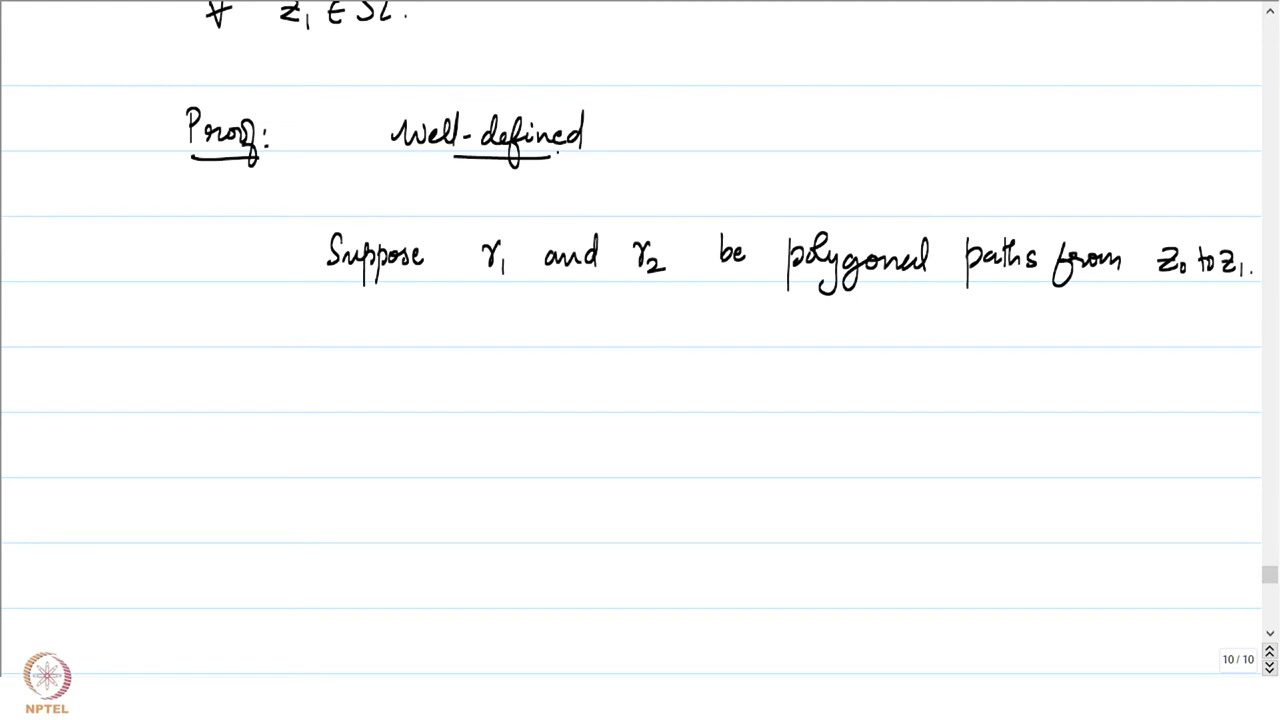 ∀ z₁ ∈ Ω.
Proof: Well-defined
Suppose γ₁ and γ₂ be polygonal paths from z₀ to z₁.
10 / 10
NPTEL